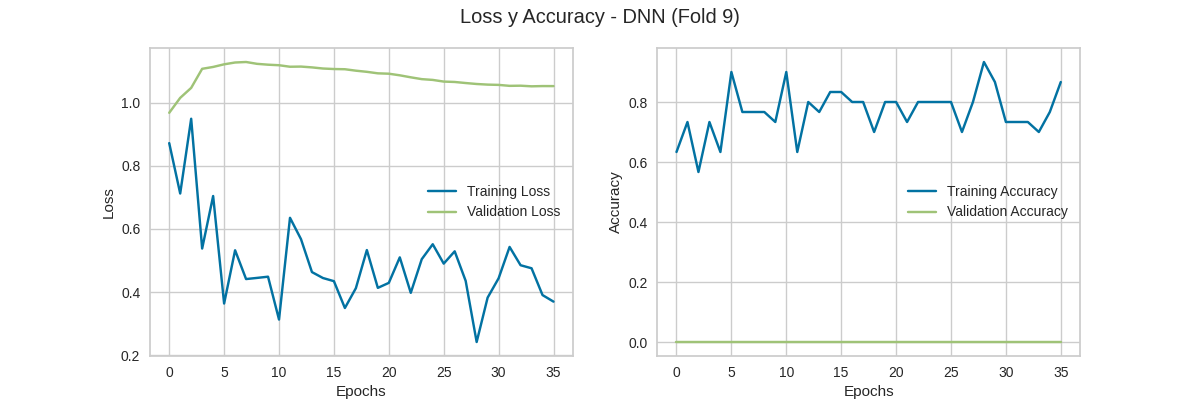 Loss y Accuracy - DNN (Fold 9)
Loss
1.0
0.8
0.6
0.4
0.2
0 5 10 15 20 25 30 35
Epochs
Training Loss
Validation Loss
Accuracy
0.8
0.6
0.4
0.2
0.0
0 5 10 15 20 25 30 35
Epochs
Training Accuracy
Validation Accuracy